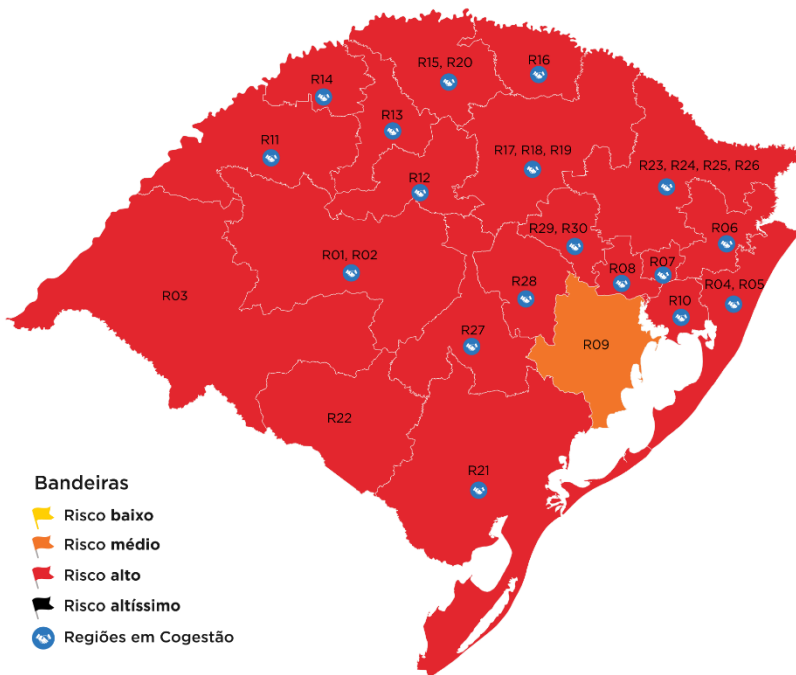 R15, R20
R16
R14
R13
R11
R17, R18, R19
R23, R24, R25, R26
R12
R29, R30
R06
R01, R02
R08
R07
R28
R04, R05
R03
R10
R27
R09
R22
R21
Bandeiras
Risco baixo
Risco médio
Risco alto
Risco altíssimo
Regiões em Cogestão